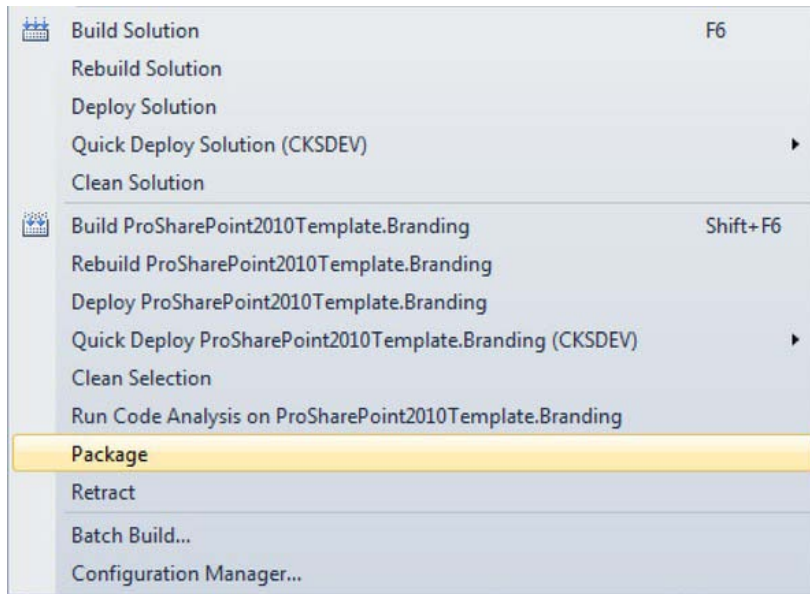 Build Solution F6
Rebuild Solution
Deploy Solution
Quick Deploy Solution (CKSDEV)
Clean Solution
Build ProSharePoint2010Template.Branding Shift+F6
Rebuild ProSharePoint2010Template.Branding
Deploy ProSharePoint2010Template.Branding
Quick Deploy ProSharePoint2010Template.Branding (CKSDEV)
Clean Selection
Run Code Analysis on ProSharePoint2010Template.Branding
Package
Retract
Batch Build...
Configuration Manager...